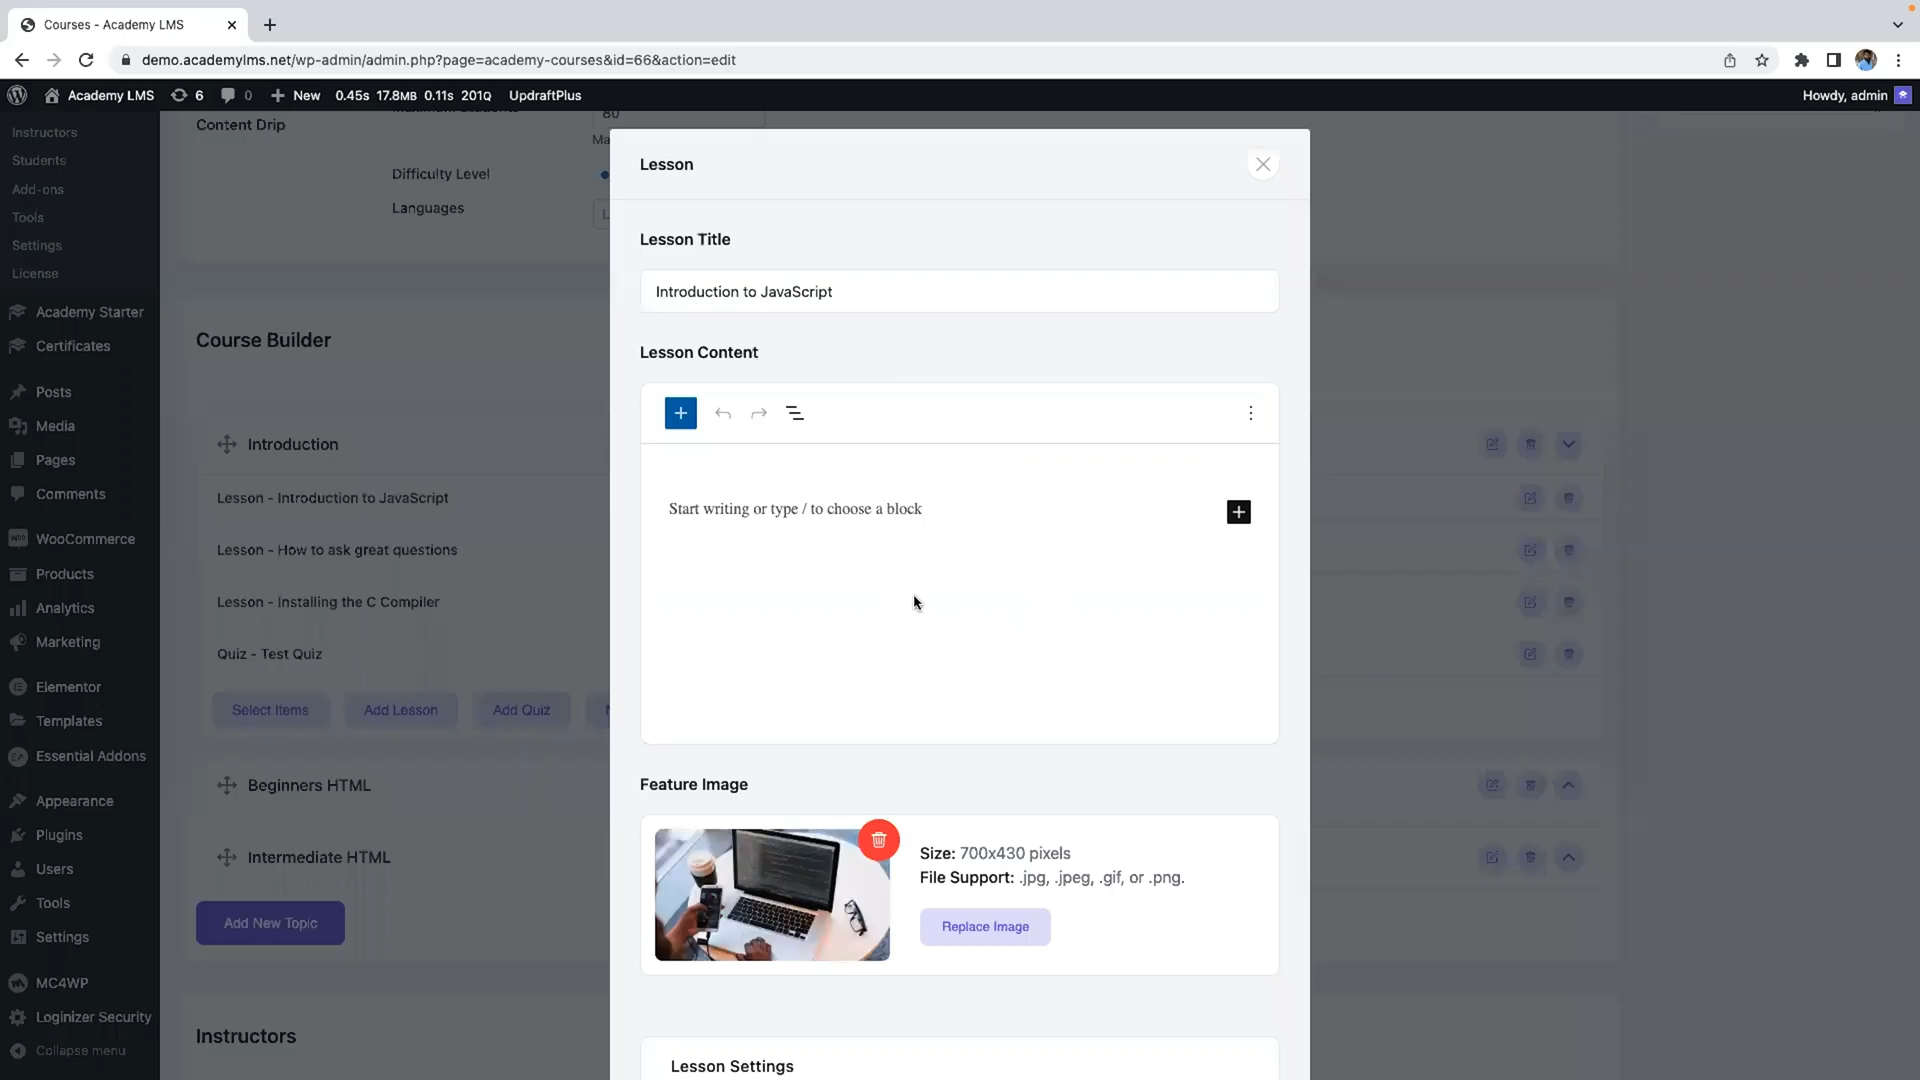 Courses - Academy LMS
demo.academylms.net/wp-admin/admin.php?page=academy-courses&id=66&action=edit
Academy LMS 6 0 New 0.45s 17.8MB 0.11s 201Q UpdraftPlus Howdy, admin
Instructors
Students
Add-ons
Tools
Settings
License
Academy Starter
Certificates
Posts
Media
Pages
Comments
WooCommerce
Products
Analytics
Marketing
Elementor
Templates
Essential Addons
Appearance
Plugins
Users
Tools
Settings
MC4WP
Loginizer Security
Collapse menu
Content Drip
80
Ma
Difficulty Level
Languages
Course Builder
Introduction
Lesson - Introduction to JavaScript
Lesson - How to ask great questions
Lesson - Installing the C Compiler
Quiz - Test Quiz
Select Items Add Lesson Add Quiz
Beginners HTML
Intermediate HTML
Add New Topic
Instructors
Lesson
Lesson Title
Introduction to JavaScript
Lesson Content
Start writing or type / to choose a block
Feature Image
Size: 700x430 pixels
File Support: .jpg, .jpeg, .gif, or .png.
Replace Image
Lesson Settings